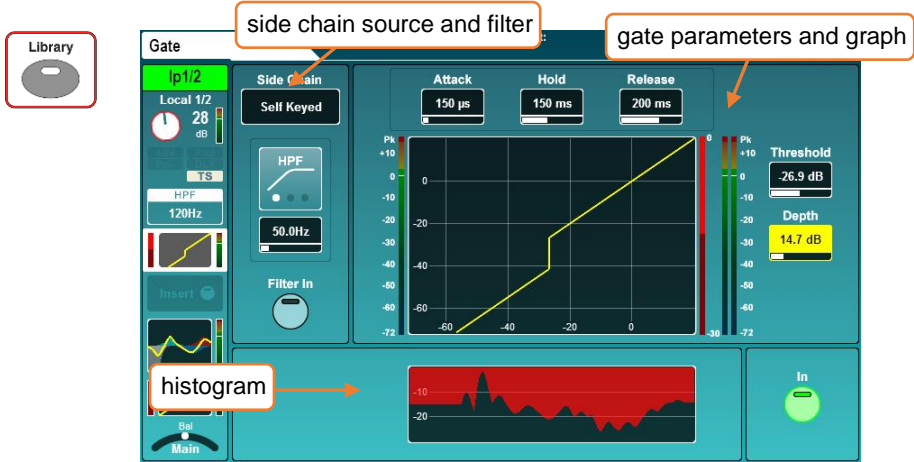 side chain source and filter
gate parameters and graph
Library
Gate
Ip1/2
Local 1/2
28
dB
TS
HPF
120Hz
Insert
Bal
Main
Side Chain
Self Keyed
HPF
50.0Hz
Filter In
Attack Hold Release
150 µs 150 ms 200 ms
Pk
+10
0
-10
-20
-30
-40
-50
-60
-72
0
-20
-40
-60
-60 -40 -20 0
0
-30
Pk
+10
0
-10
-20
-30
-40
-50
-60
-72
Threshold
-26.9 dB
Depth
14.7 dB
histogram
-10
-20
In